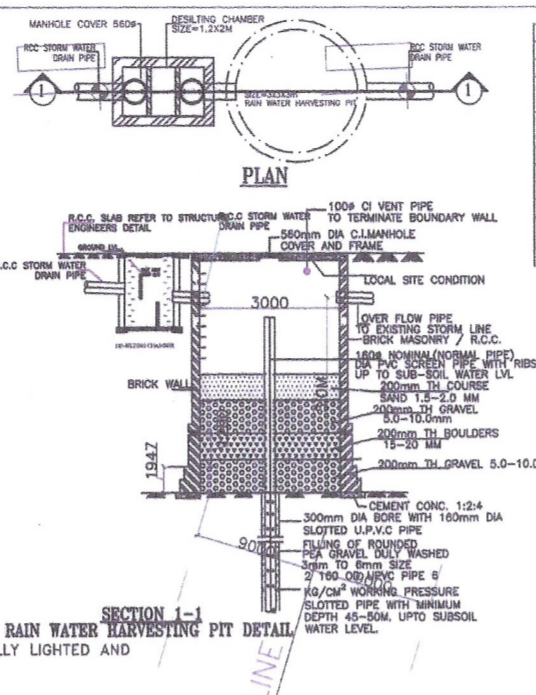 MANHOLE COVER 560ø
DESILTING CHAMBER
SIZE=1.2X2M
RCC STORM WATER
DRAIN PIPE
RCC STORM WATER
DRAIN PIPE
1
1
SIZE=3X3X3M
RAIN WATER HARVESTING PIT
PLAN
100ø CI VENT PIPE
TO TERMINATE BOUNDARY WALL
R.C.C. SLAB REFER TO STRUCTURE
ENGINEERS DETAIL
R.C.C STORM WATER
DRAIN PIPE
560mm DIA C.I.MANHOLE
COVER AND FRAME
GROUND LVL.
C.C STORM WATER
DRAIN PIPE
LOCAL SITE CONDITION
3000
OVER FLOW PIPE
TO EXISTING STORM LINE
BRICK MASONRY / R.C.C.
160ø NOMINAL(NORMAL PIPE)
DIA PVC SCREEN PIPE WITH RIBS
UP TO SUB-SOIL WATER LVL
BRICK WALL
200mm TH COURSE
SAND 1.5-2.0 MM
200mm TH GRAVEL
5.0-10.0mm
200mm TH BOULDERS
15-20 MM
1947
200mm TH GRAVEL 5.0-10.0
CEMENT CONC. 1:2:4
300mm DIA BORE WITH 160mm DIA
SLOTTED U.P.V.C PIPE
FILLING OF ROUNDED
PEA GRAVEL DULY WASHED
3mm TO 6mm SIZE
2 160 OD UPVC PIPE 6
KG/CM² WORKING PRESSURE
SLOTTED PIPE WITH MINIMUM
DEPTH 45-50M, UPTO SUBSOIL
WATER LEVEL.
SECTION 1-1
RAIN WATER HARVESTING PIT DETAIL
LLY LIGHTED AND
LINE